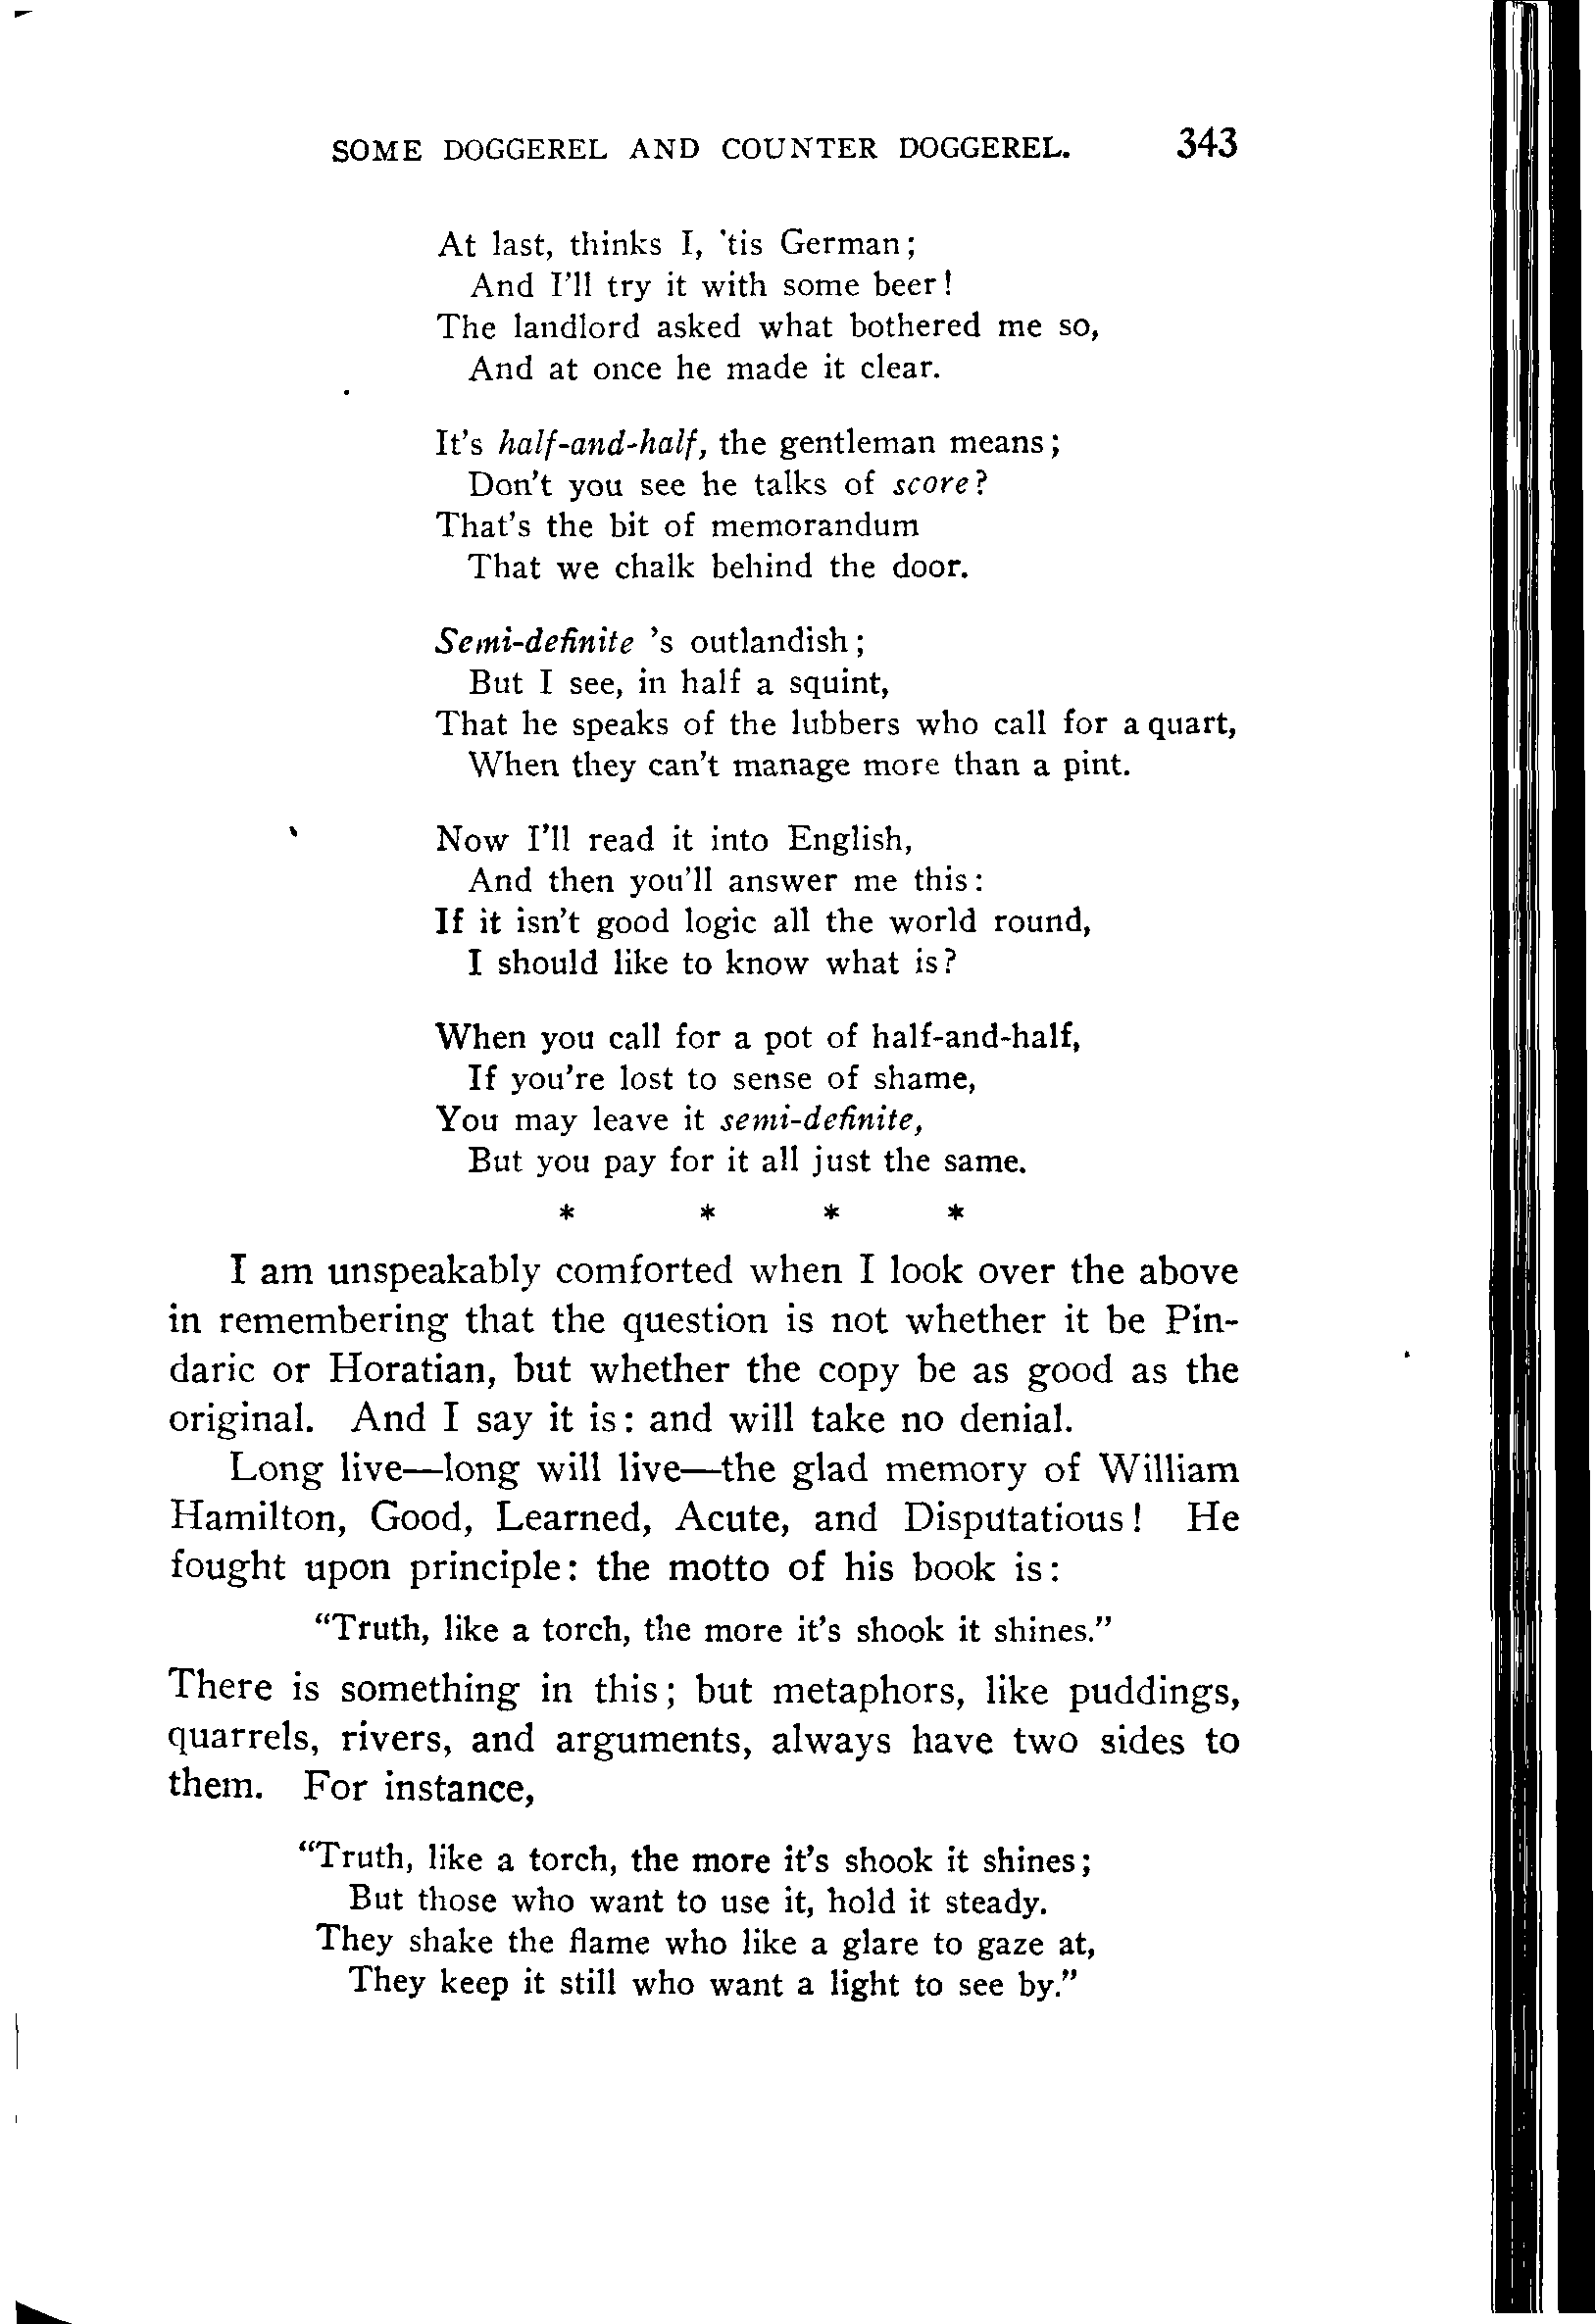 SOME DOGGEREL AND COUNTER DOGGEREL. 343
At last, thinks I, 'tis German;
And I'll try it with some beer!
The landlord asked what bothered me so,
And at once he made it clear.
It's half-and-half, the gentleman means;
Don't you see he talks of score?
That's the bit of memorandum
That we chalk behind the door.
Semi-definite 's outlandish;
But I see, in half a squint,
That he speaks of the lubbers who call for a quart,
When they can't manage more than a pint.
Now I'll read it into English,
And then you'll answer me this:
If it isn't good logic all the world round,
I should like to know what is?
When you call for a pot of half-and-half,
If you're lost to sense of shame,
You may leave it semi-definite,
But you pay for it all just the same.
* * * *
I am unspeakably comforted when I look over the above
in remembering that the question is not whether it be Pin-
daric or Horatian, but whether the copy be as good as the
original. And I say it is: and will take no denial.
Long live—long will live—the glad memory of William
Hamilton, Good, Learned, Acute, and Disputatious! He
fought upon principle: the motto of his book is:
"Truth, like a torch, the more it's shook it shines."
There is something in this; but metaphors, like puddings,
quarrels, rivers, and arguments, always have two sides to
them. For instance,
"Truth, like a torch, the more it's shook it shines;
But those who want to use it, hold it steady.
They shake the flame who like a glare to gaze at,
They keep it still who want a light to see by."